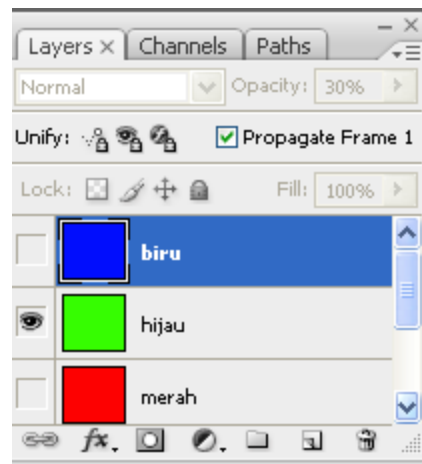 Layers × Channels Paths
Normal Opacity: 30%
Unify: Propagate Frame 1
Lock: Fill: 100%
biru
hijau
merah
fx.